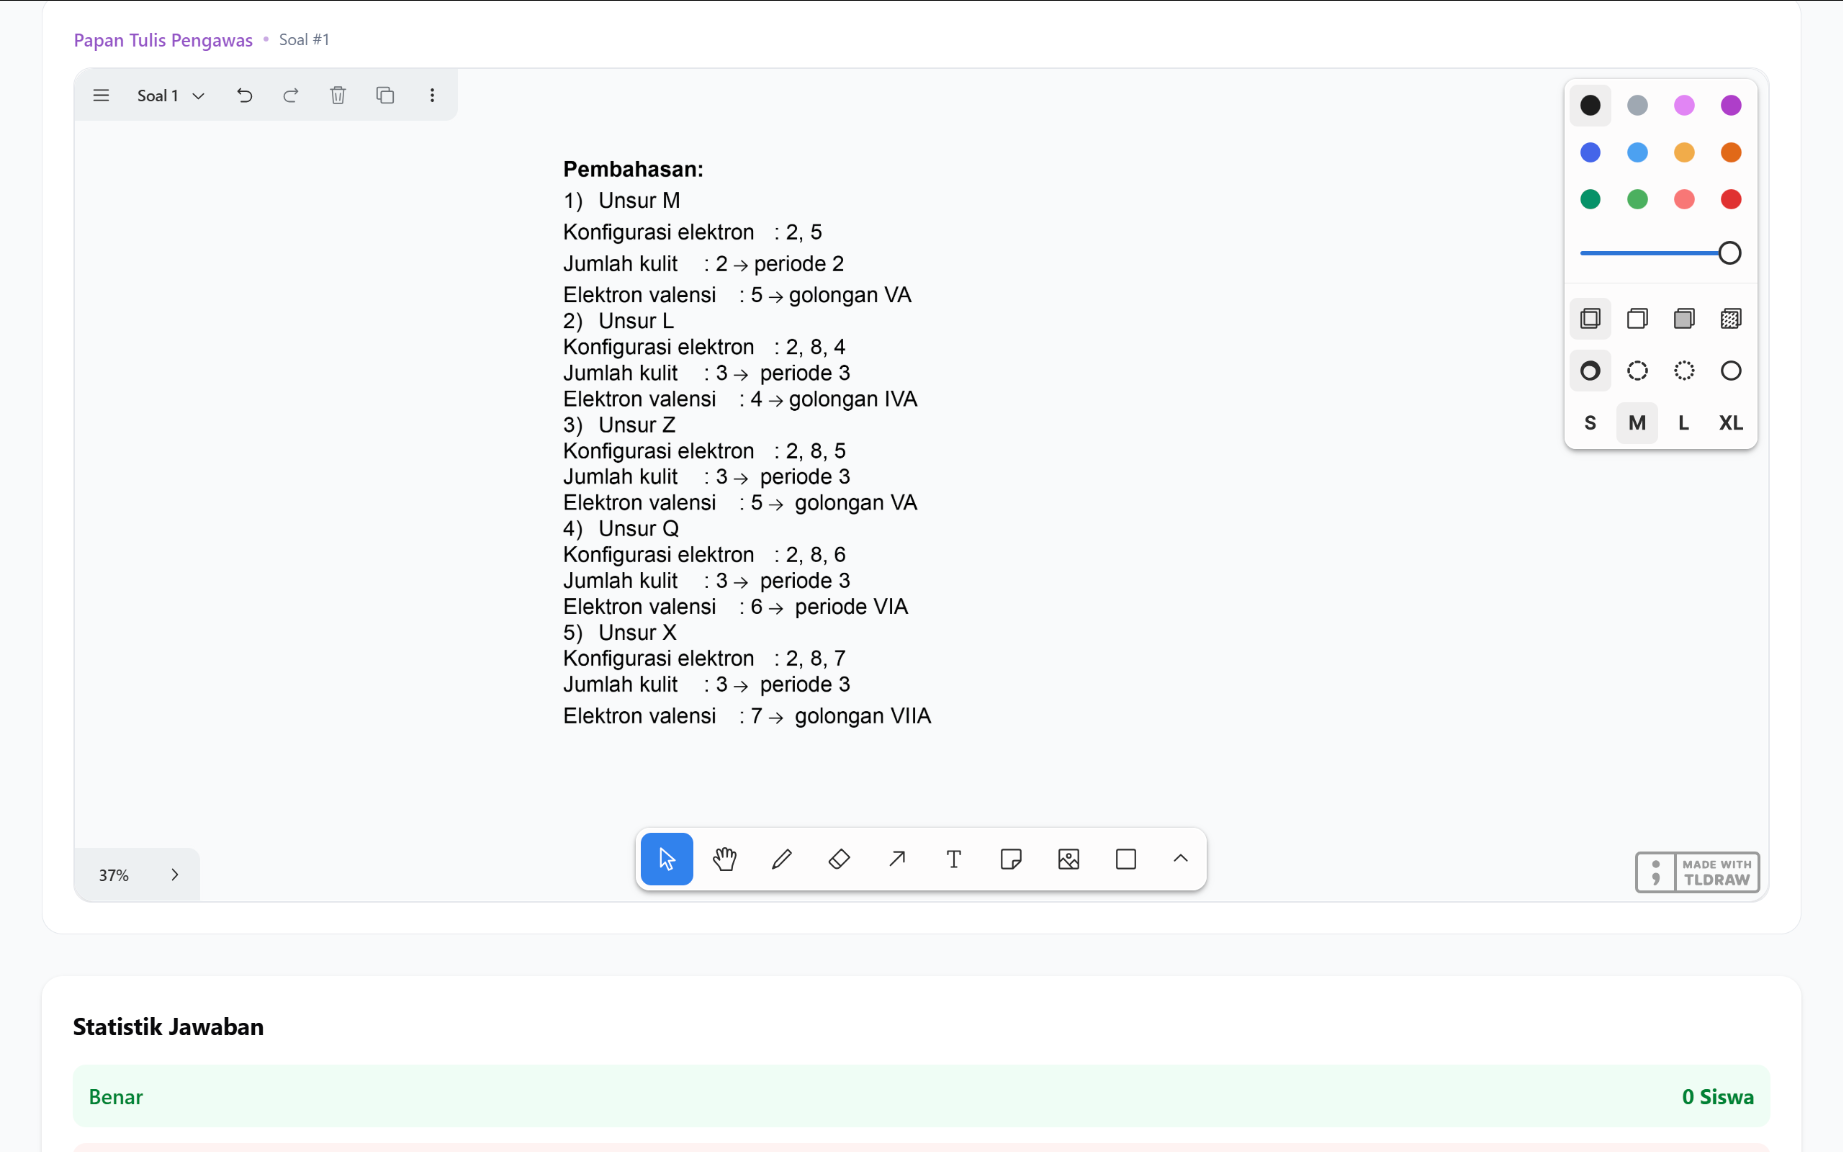 Papan Tulis Pengawas • Soal #1
Soal 1
Pembahasan:
1) Unsur M
Konfigurasi elektron : 2, 5
Jumlah kulit : 2 → periode 2
Elektron valensi : 5 → golongan VA
2) Unsur L
Konfigurasi elektron : 2, 8, 4
Jumlah kulit : 3 → periode 3
Elektron valensi : 4 → golongan IVA
3) Unsur Z
Konfigurasi elektron : 2, 8, 5
Jumlah kulit : 3 → periode 3
Elektron valensi : 5 → golongan VA
4) Unsur Q
Konfigurasi elektron : 2, 8, 6
Jumlah kulit : 3 → periode 3
Elektron valensi : 6 → periode VIA
5) Unsur X
Konfigurasi elektron : 2, 8, 7
Jumlah kulit : 3 → periode 3
Elektron valensi : 7 → golongan VIIA
S M L XL
37%
T
MADE WITH
TLDRAW
Statistik Jawaban
Benar 0 Siswa